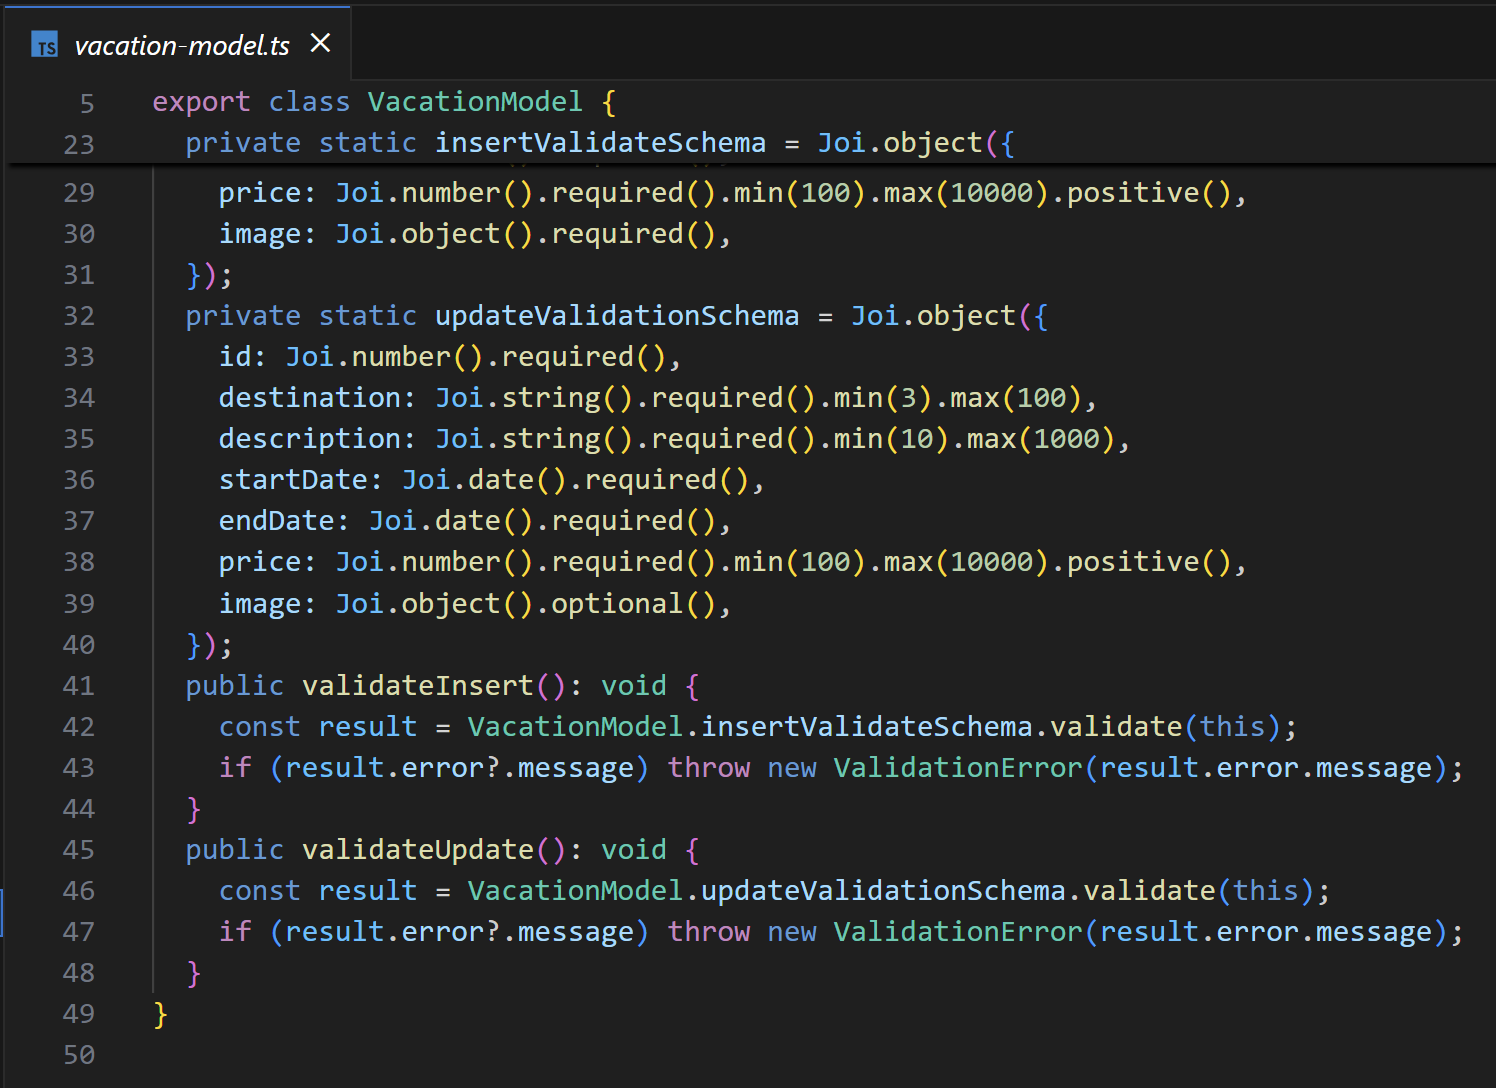 TS vacation-model.ts ×
5 export class VacationModel {
23 private static insertValidateSchema = Joi.object({
29 price: Joi.number().required().min(100).max(10000).positive(),
30 image: Joi.object().required(),
31 });
32 private static updateValidationSchema = Joi.object({
33 id: Joi.number().required(),
34 destination: Joi.string().required().min(3).max(100),
35 description: Joi.string().required().min(10).max(1000),
36 startDate: Joi.date().required(),
37 endDate: Joi.date().required(),
38 price: Joi.number().required().min(100).max(10000).positive(),
39 image: Joi.object().optional(),
40 });
41 public validateInsert(): void {
42 const result = VacationModel.insertValidateSchema.validate(this);
43 if (result.error?.message) throw new ValidationError(result.error.message);
44 }
45 public validateUpdate(): void {
46 const result = VacationModel.updateValidationSchema.validate(this);
47 if (result.error?.message) throw new ValidationError(result.error.message);
48 }
49 }
50